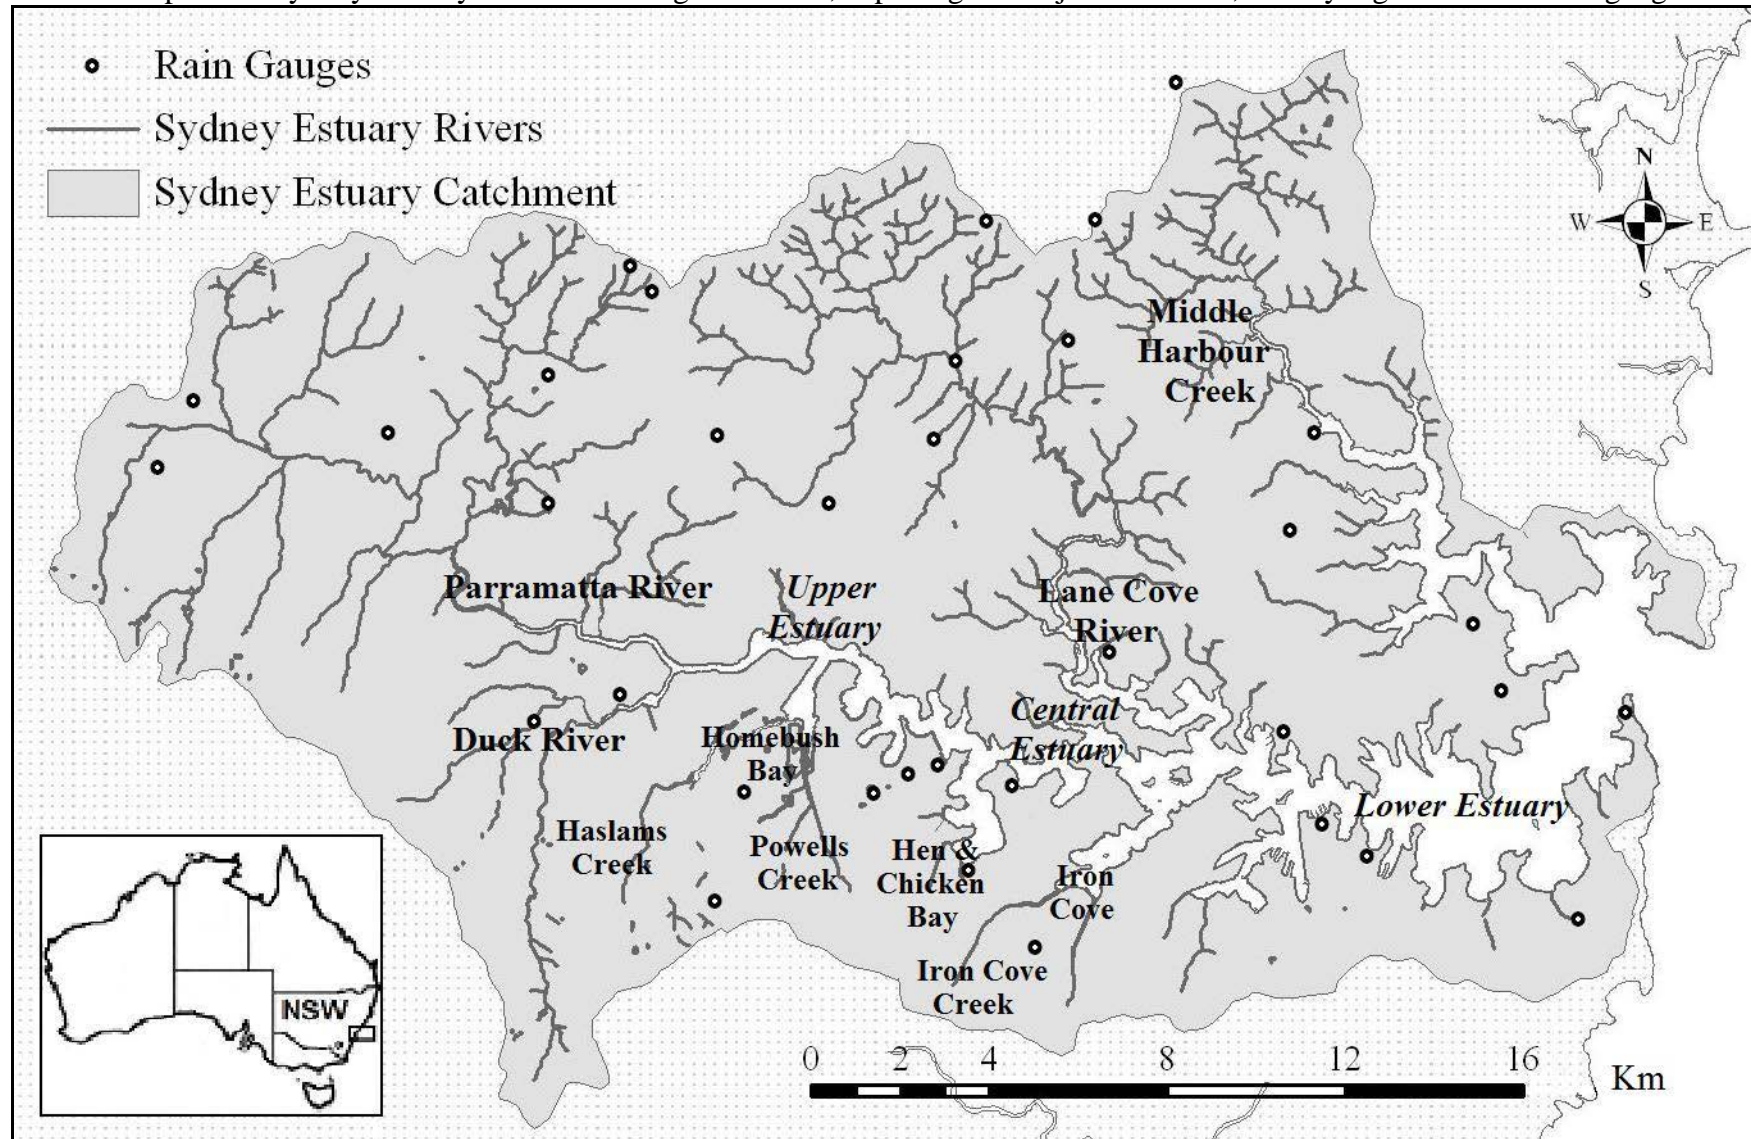 Rain Gauges
Sydney Estuary Rivers
Sydney Estuary Catchment
N
W
E
S
Middle
Harbour
Creek
Parramatta River
Upper
Estuary
Lane Cove
River
Central
Estuary
Duck River
Homebush
Bay
Lower Estuary
Haslams
Creek
Powells
Creek
Hen &
Chicken
Bay
Iron
Cove
Iron Cove
Creek
NSW
0 2 4 8 12 16
Km